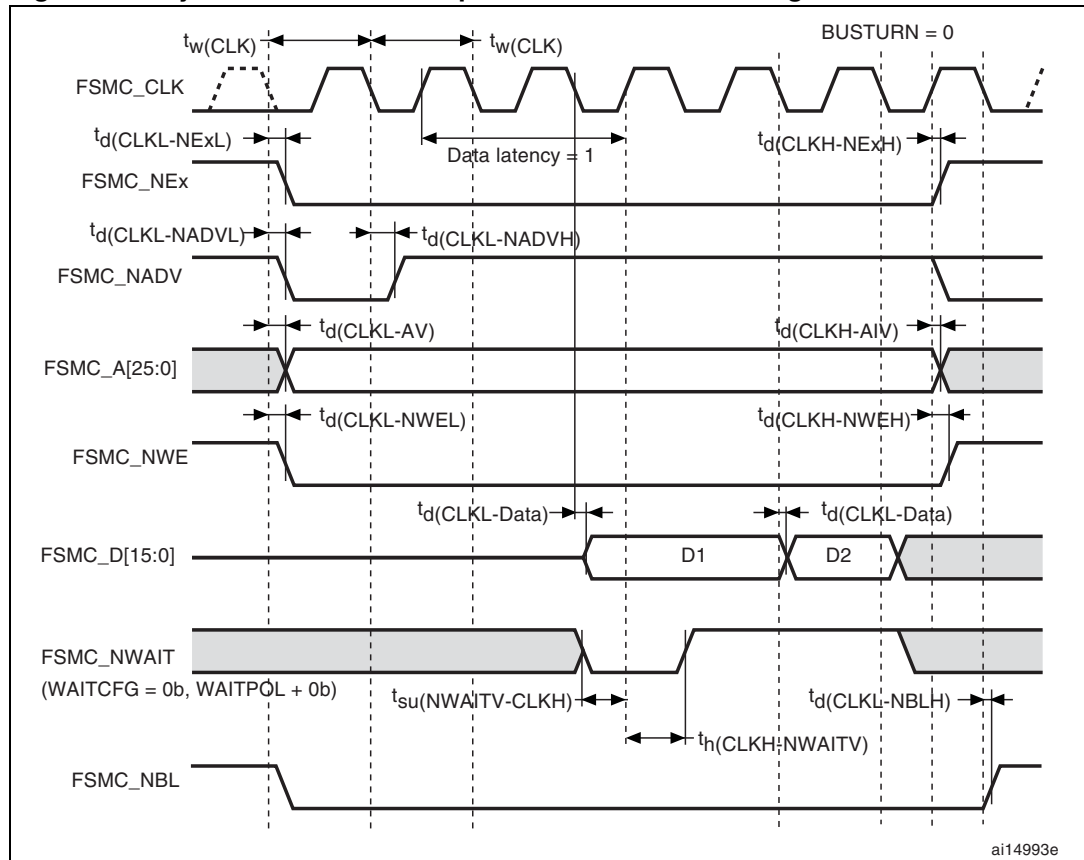 tw(CLK) tw(CLK) BUSTURN = 0
FSMC_CLK
td(CLKL-NExL) Data latency = 1 td(CLKH-NExH)
FSMC_NEx
td(CLKL-NADVL) td(CLKL-NADVH)
FSMC_NADV
td(CLKL-AV) td(CLKH-AIV)
FSMC_A[25:0]
td(CLKL-NWEL) td(CLKH-NWEH)
FSMC_NWE
td(CLKL-Data) td(CLKL-Data)
FSMC_D[15:0] D1 D2
FSMC_NWAIT
(WAITCFG = 0b, WAITPOL + 0b)
tsu(NWAITV-CLKH) td(CLKL-NBLH)
th(CLKH-NWAITV)
FSMC_NBL
ai14993e